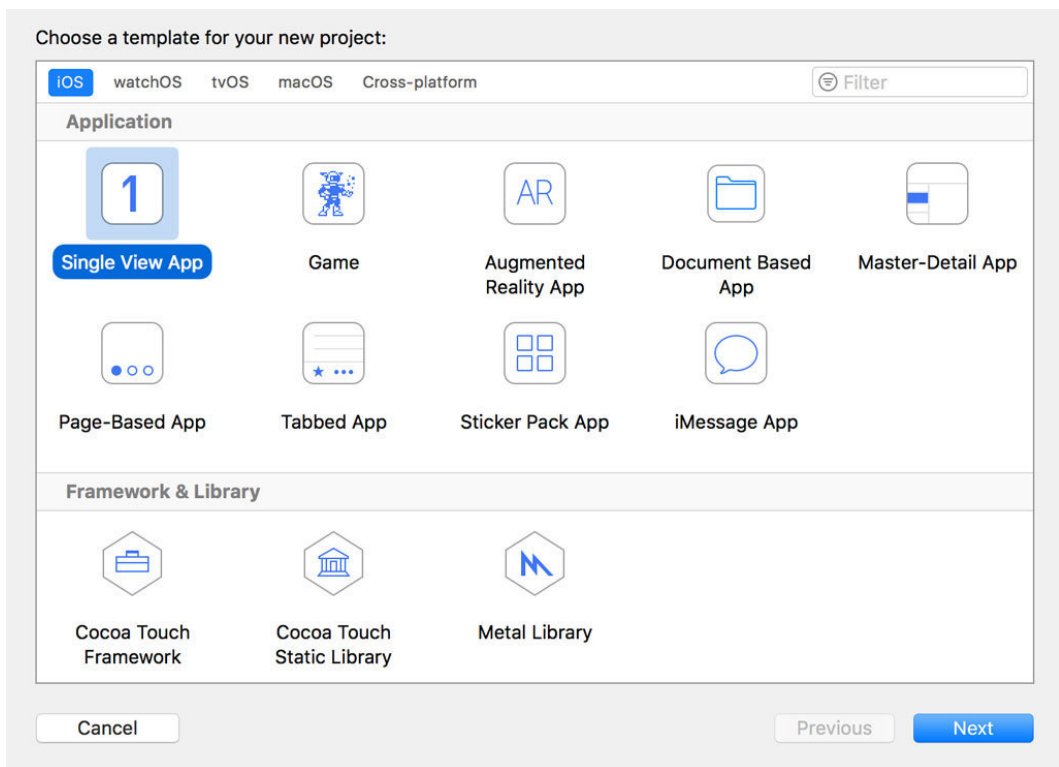 Choose a template for your new project:
iOS watchOS tvOS macOS Cross-platform Filter
Application
1 AR
Single View App Game Augmented Reality App Document Based App Master-Detail App
Page-Based App Tabbed App Sticker Pack App iMessage App
Framework & Library
Cocoa Touch Framework Cocoa Touch Static Library Metal Library
Cancel Previous Next